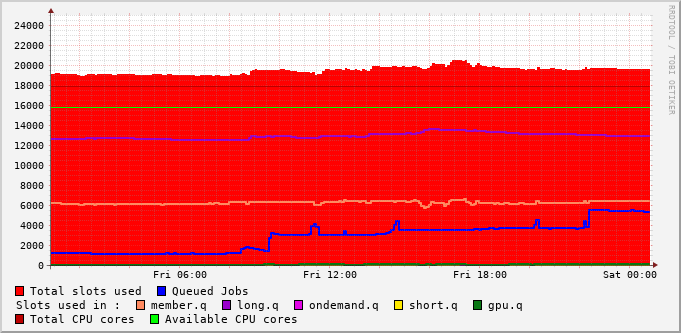 RRDTOOL / TOBI OETIKER
24000
22000
20000
18000
16000
14000
12000
10000
8000
6000
4000
2000
0
Fri 06:00 Fri 12:00 Fri 18:00 Sat 00:00
Total slots used Queued Jobs
Slots used in : member.q long.q ondemand.q short.q gpu.q
Total CPU cores Available CPU cores